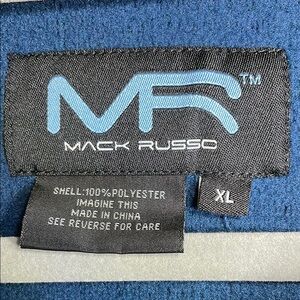 MR™
MACK RUSSO
SHELL:100%POLYESTER
IMAGINE THIS
MADE IN CHINA
SEE REVERSE FOR CARE
XL